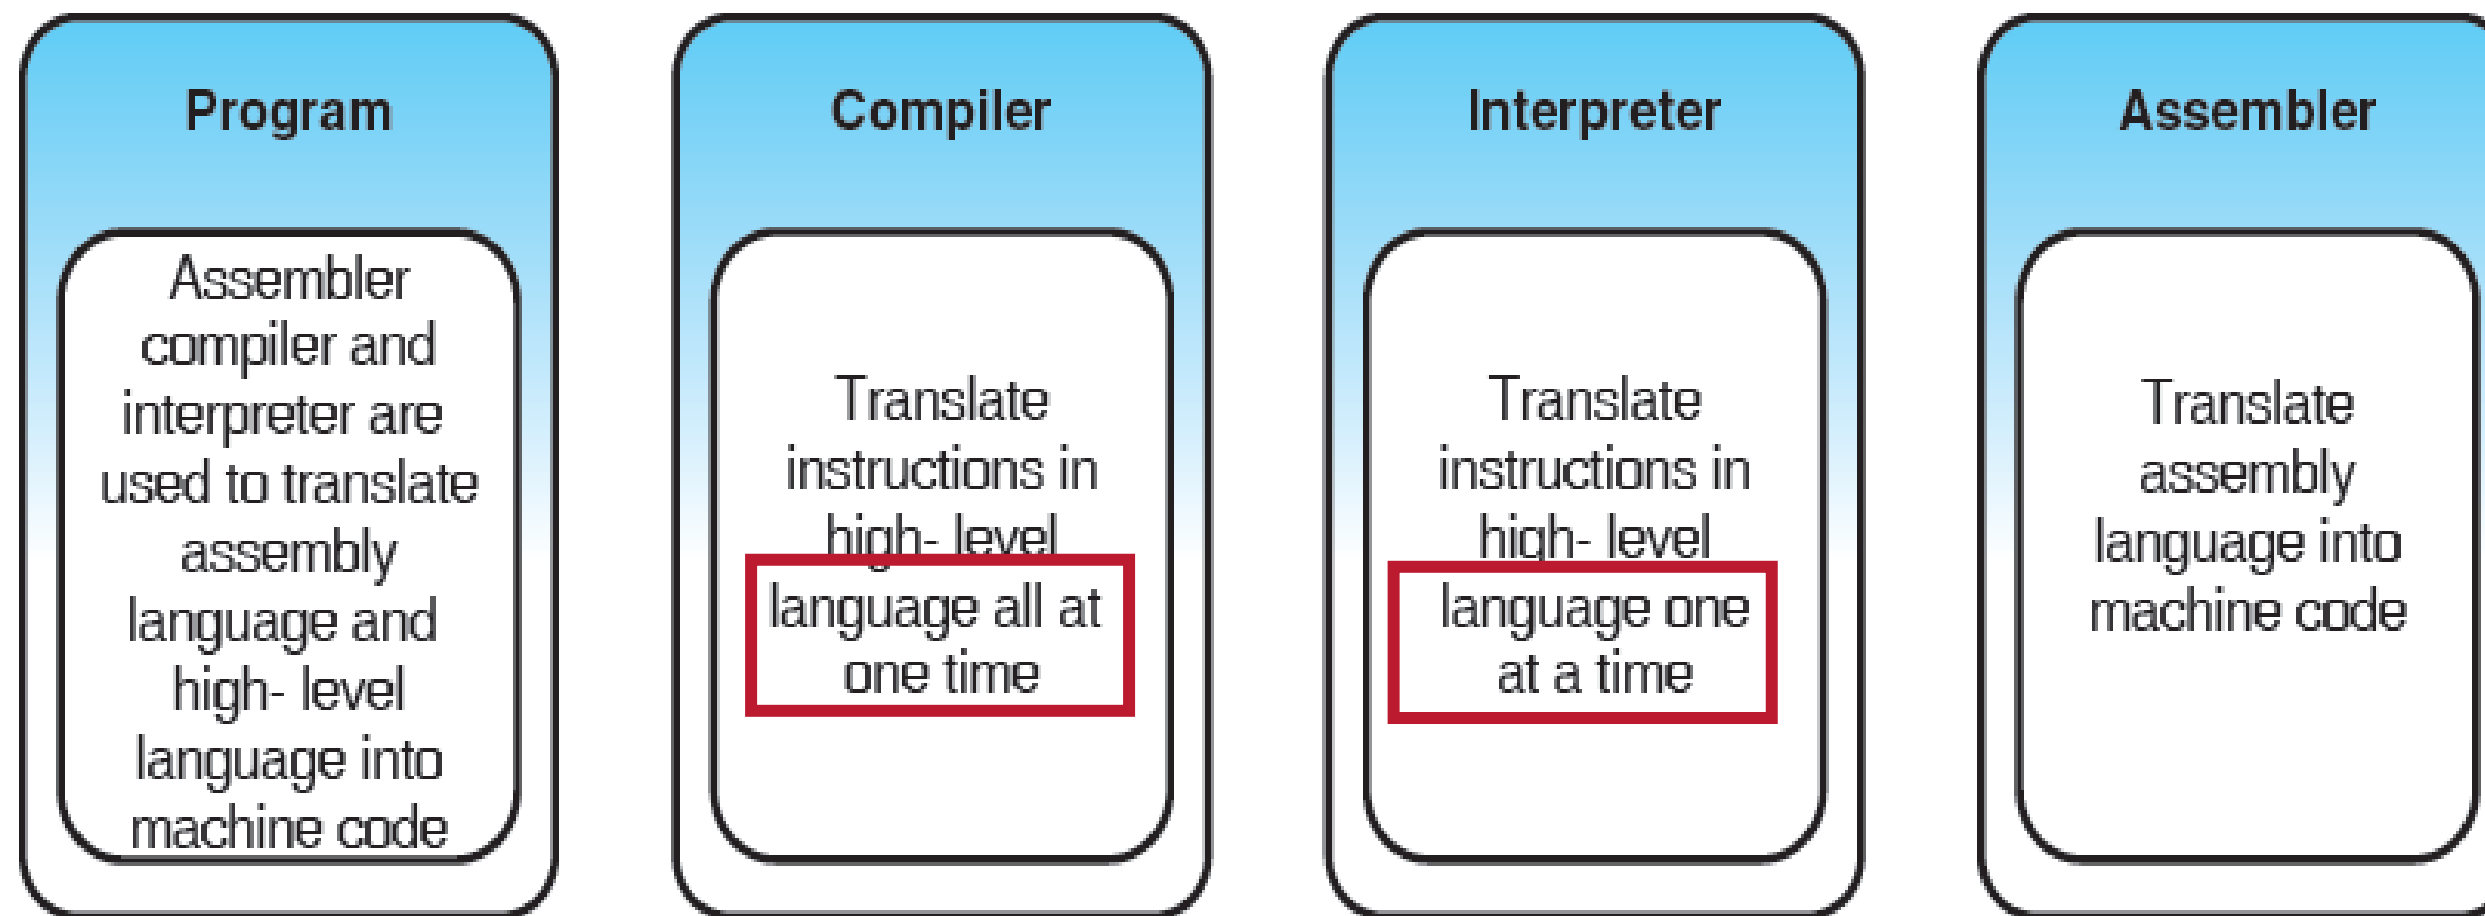 Program
Assembler
compiler and
interpreter are
used to translate
assembly
language and
high- level
language into
machine code
Compiler
Translate
instructions in
high- level
language all at
one time
Interpreter
Translate
instructions in
high- level
language one
at a time
Assembler
Translate
assembly
language into
machine code